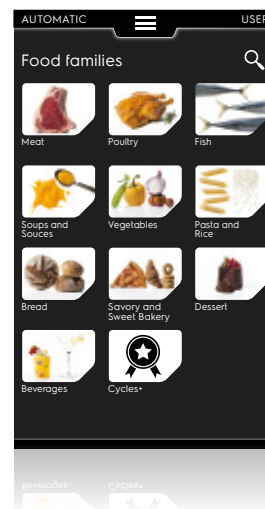 AUTOMATIC USER
Food families
Meat Poultry Fish
Soups and Souces Vegetables Pasta and Rice
Bread Savory and Sweet Bakery Dessert
Beverages Cycles+